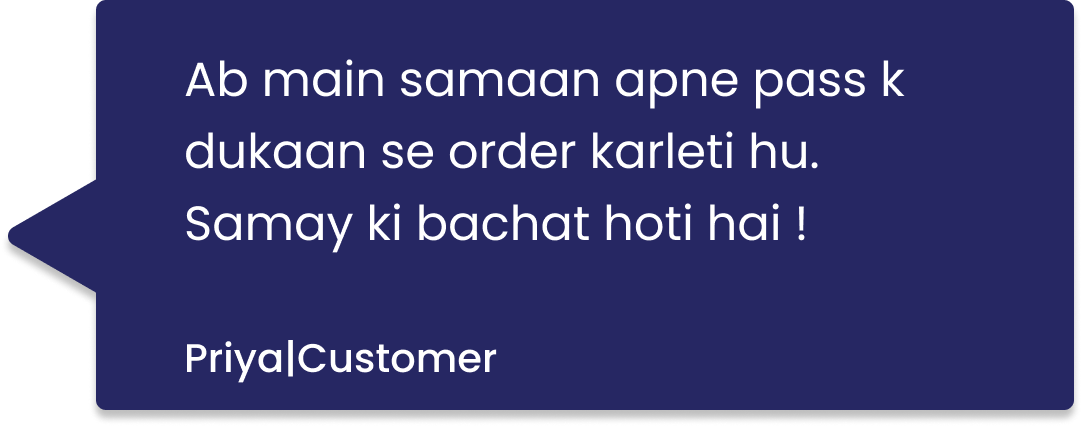 Ab main samaan apne pass k
dukaan se order karleti hu.
Samay ki bachat hoti hai !
Priya|Customer